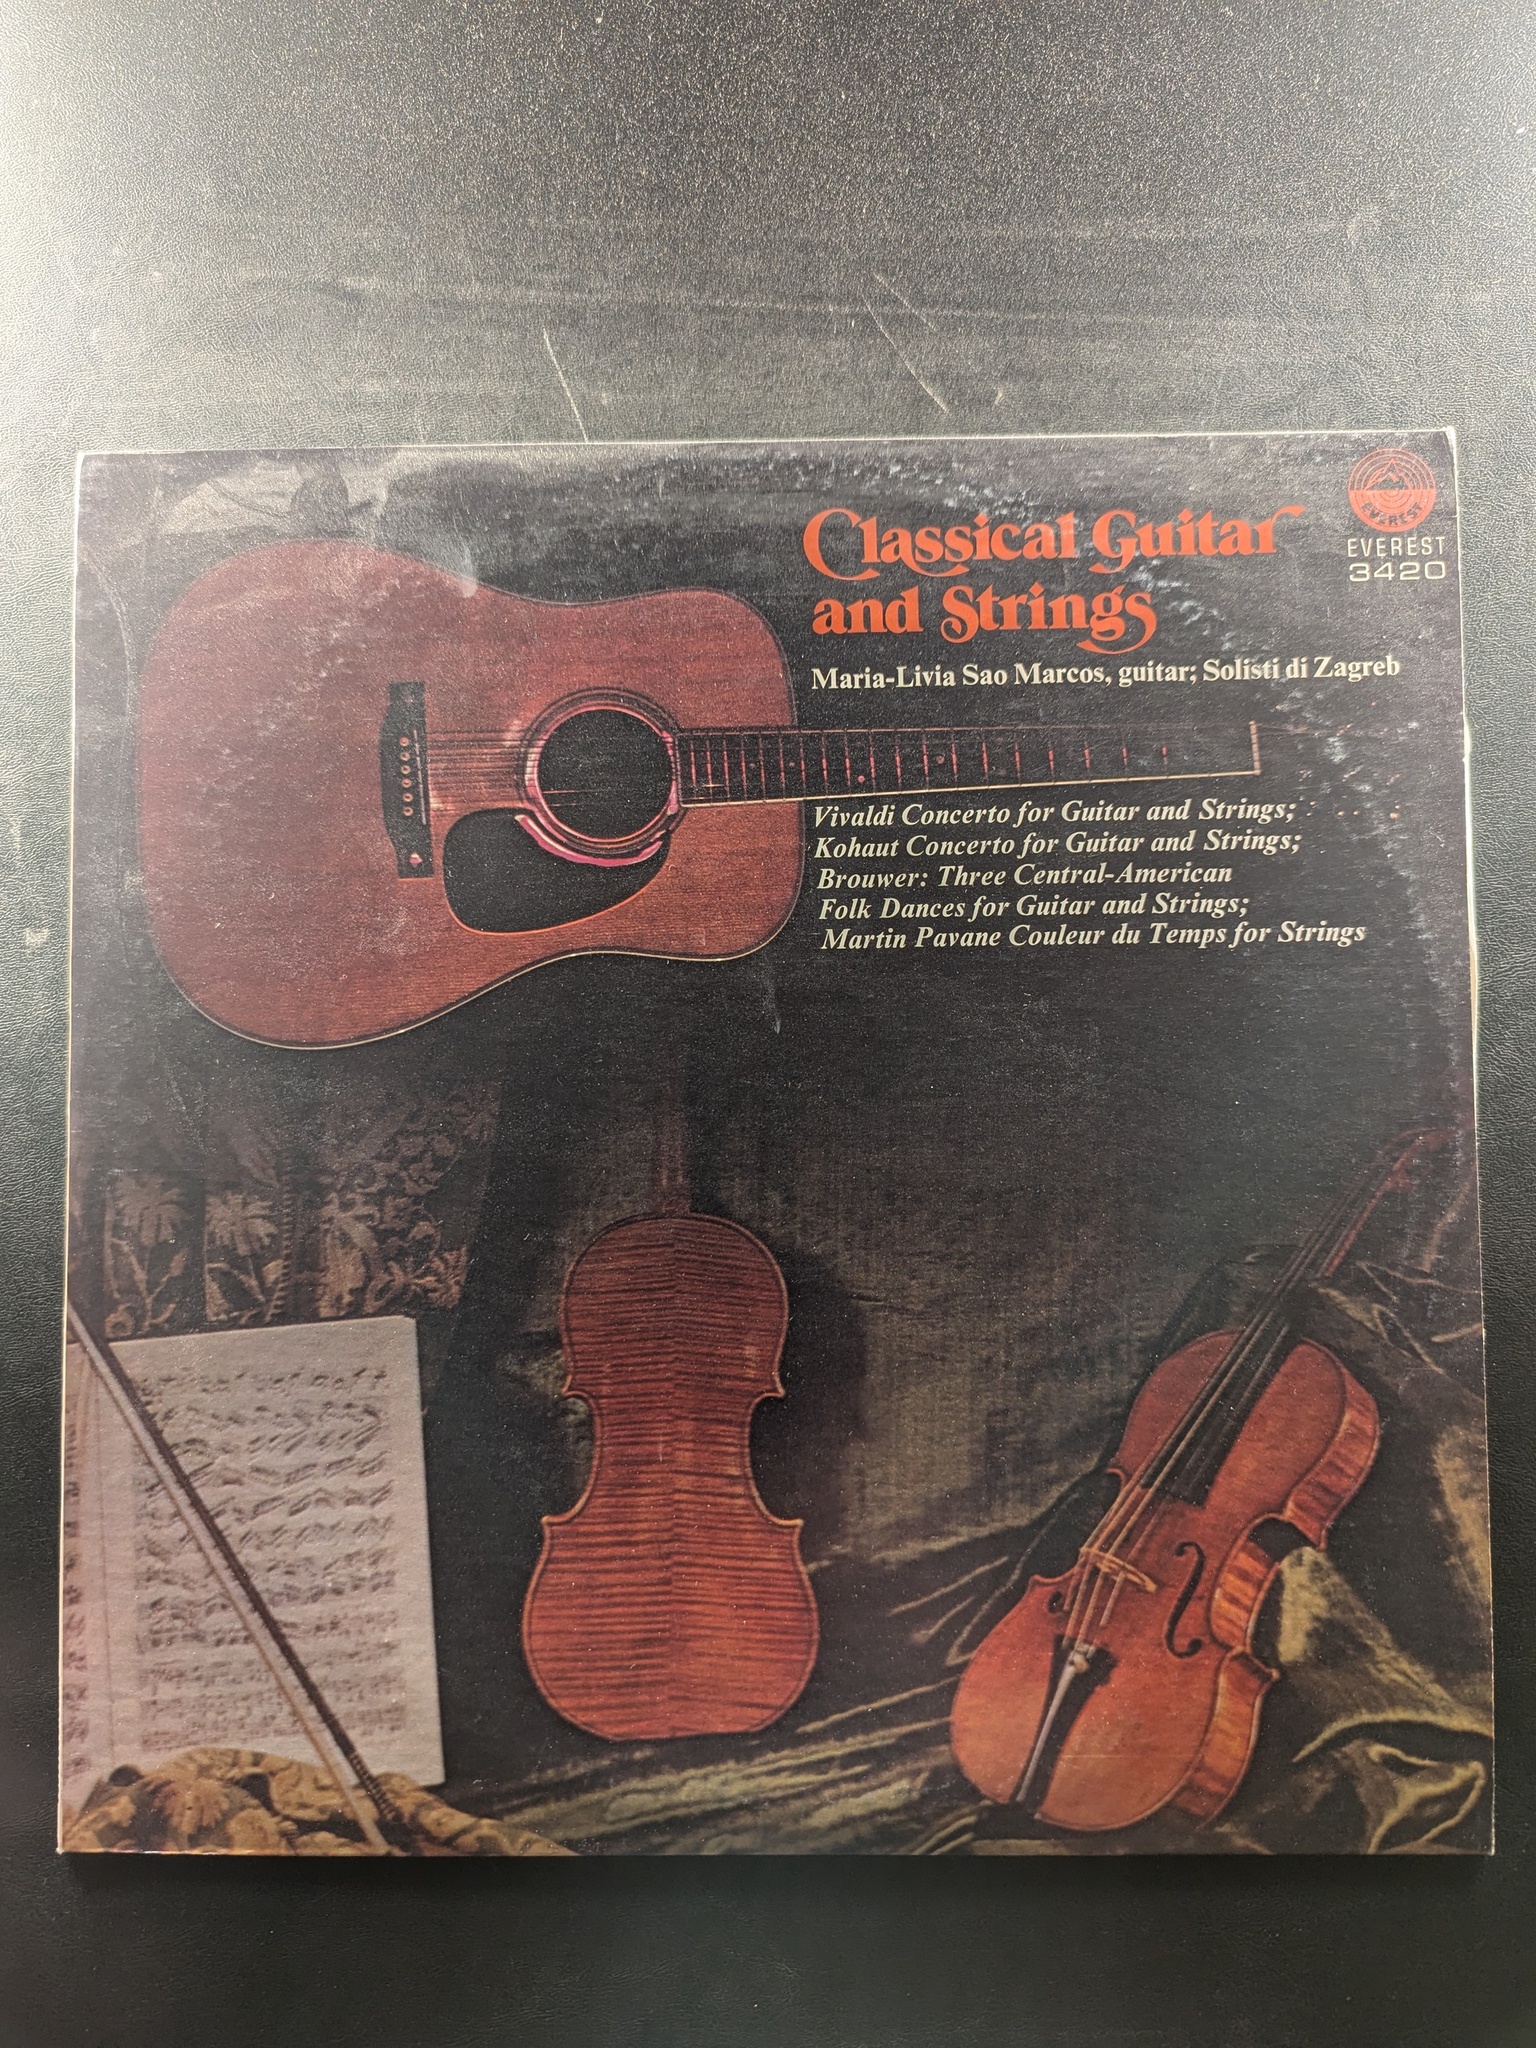 Classical Guitar
and Strings
Maria-Livia Sao Marcos, guitar; Solisti di Zagreb
EVEREST
EVEREST
3420
Vivaldi Concerto for Guitar and Strings;
Kohaut Concerto for Guitar and Strings;
Brouwer: Three Central-American
Folk Dances for Guitar and Strings;
Martin Pavane Couleur du Temps for Strings